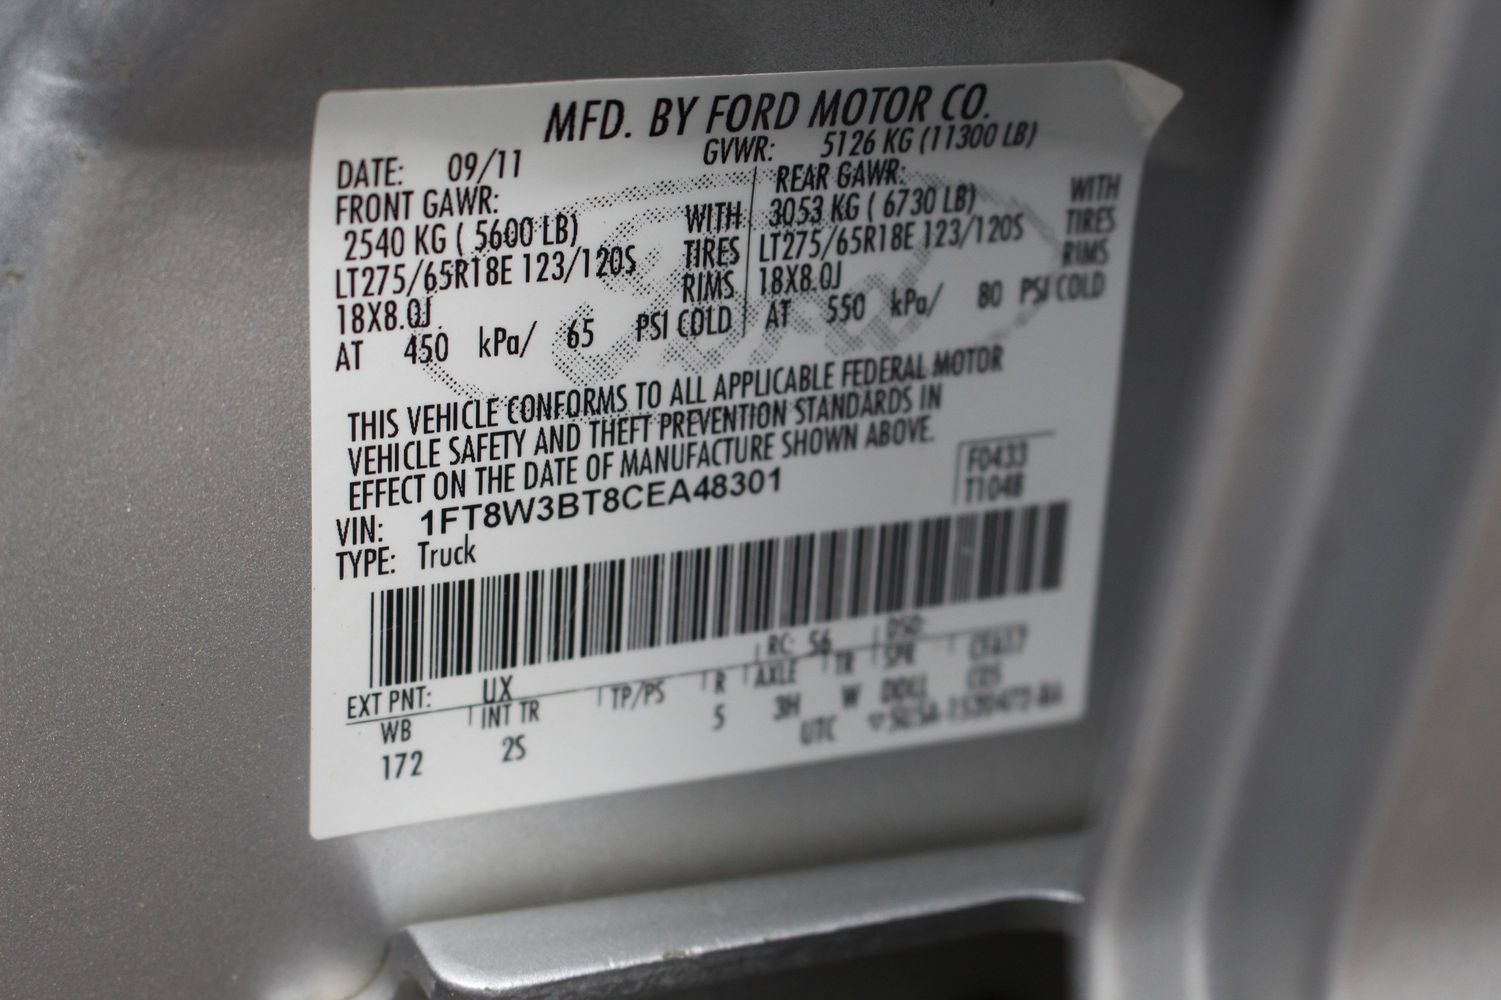 MFD. BY FORD MOTOR CO.
DATE: 09/11 GVWR: 5126 KG (11300 LB)
FRONT GAWR: REAR GAWR:
2540 KG ( 5600 LB) WITH 3053 KG ( 6730 LB) WITH
LT275/65R18E 123/120S TIRES LT275/65R18E 123/120S TIRES
18X8.0J RIMS 18X8.0J RIMS
AT 450 kPa/ 65 PSI COLD AT 550 kPa/ 80 PSI COLD
THIS VEHICLE CONFORMS TO ALL APPLICABLE FEDERAL MOTOR
VEHICLE SAFETY AND THEFT PREVENTION STANDARDS IN
EFFECT ON THE DATE OF MANUFACTURE SHOWN ABOVE.
VIN: 1FT8W3BT8CEA48301 F0433
TYPE: Truck T1048
EXT PNT: UX RC: 56 DSO:
WB INT TR TP/PS R AXLE TR SPR
172 2S 5 3H W DDLL
UTC